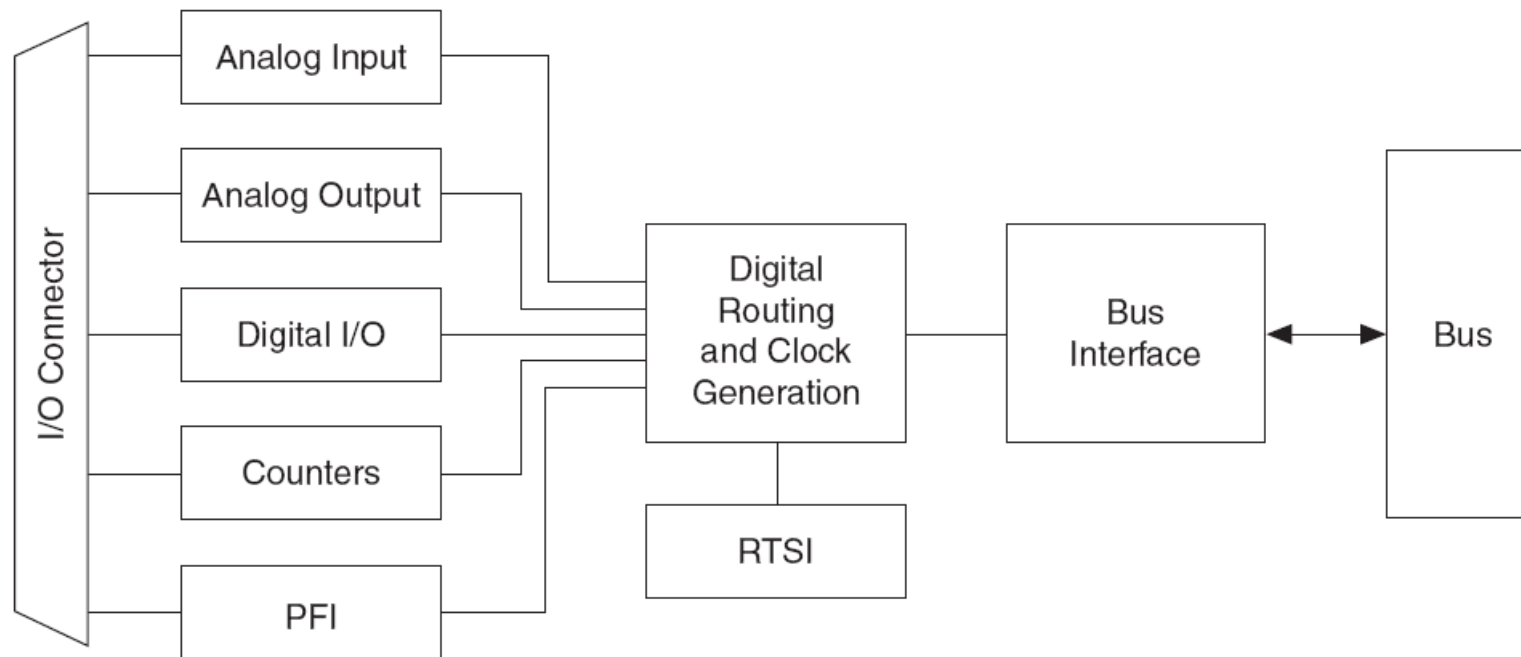 I/O Connector
Analog Input
Analog Output
Digital I/O
Counters
PFI
Digital
Routing
and Clock
Generation
RTSI
Bus
Interface
Bus